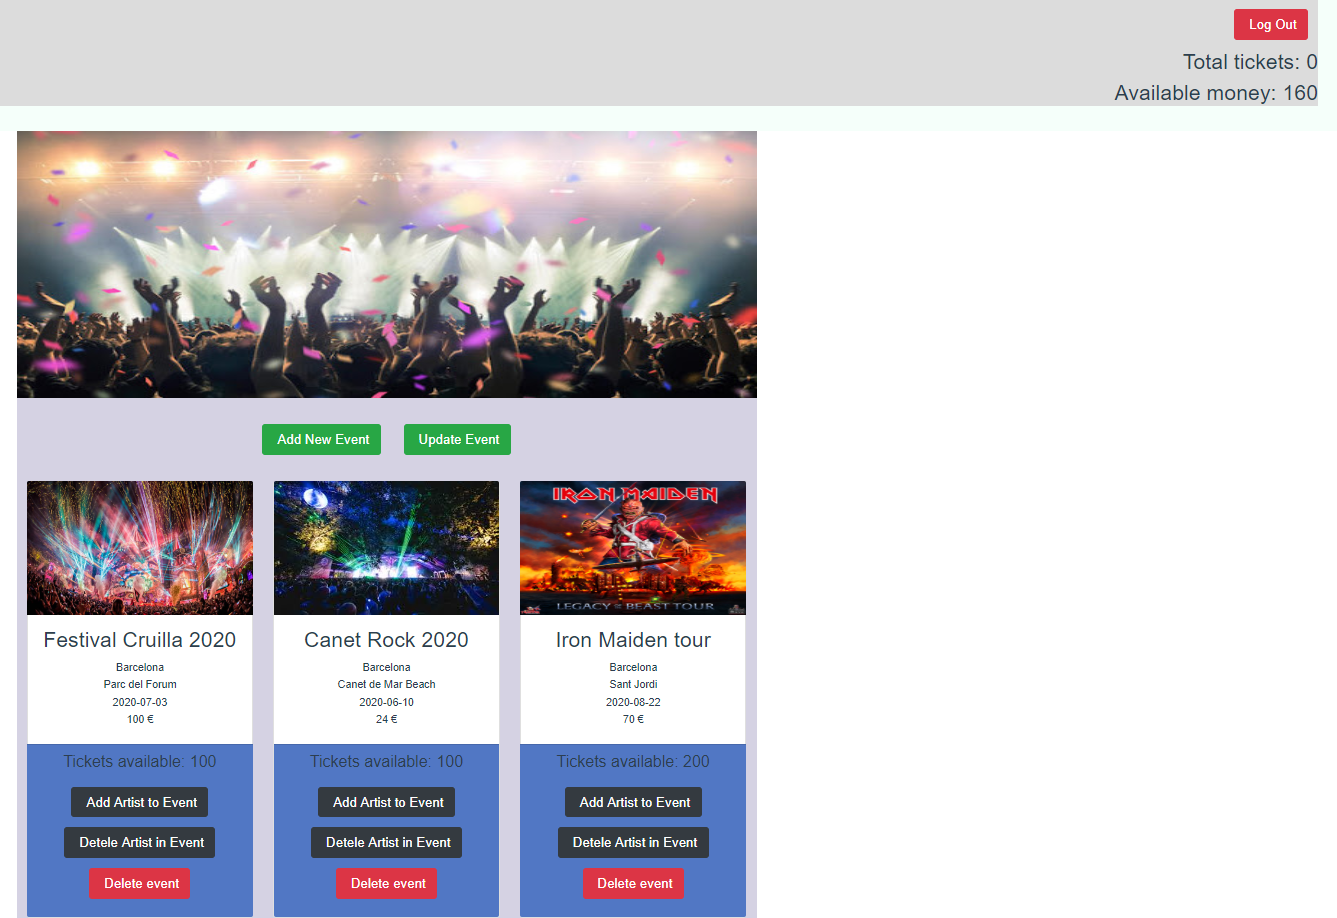 Log Out
Total tickets: 0
Available money: 160
Add New Event
Update Event
IRON MAIDEN
LEGACY OF THE BEAST TOUR
Festival Cruilla 2020
Barcelona
Parc del Forum
2020-07-03
100 €
Tickets available: 100
Add Artist to Event
Detele Artist in Event
Delete event
Canet Rock 2020
Barcelona
Canet de Mar Beach
2020-06-10
24 €
Tickets available: 100
Add Artist to Event
Detele Artist in Event
Delete event
Iron Maiden tour
Barcelona
Sant Jordi
2020-08-22
70 €
Tickets available: 200
Add Artist to Event
Detele Artist in Event
Delete event